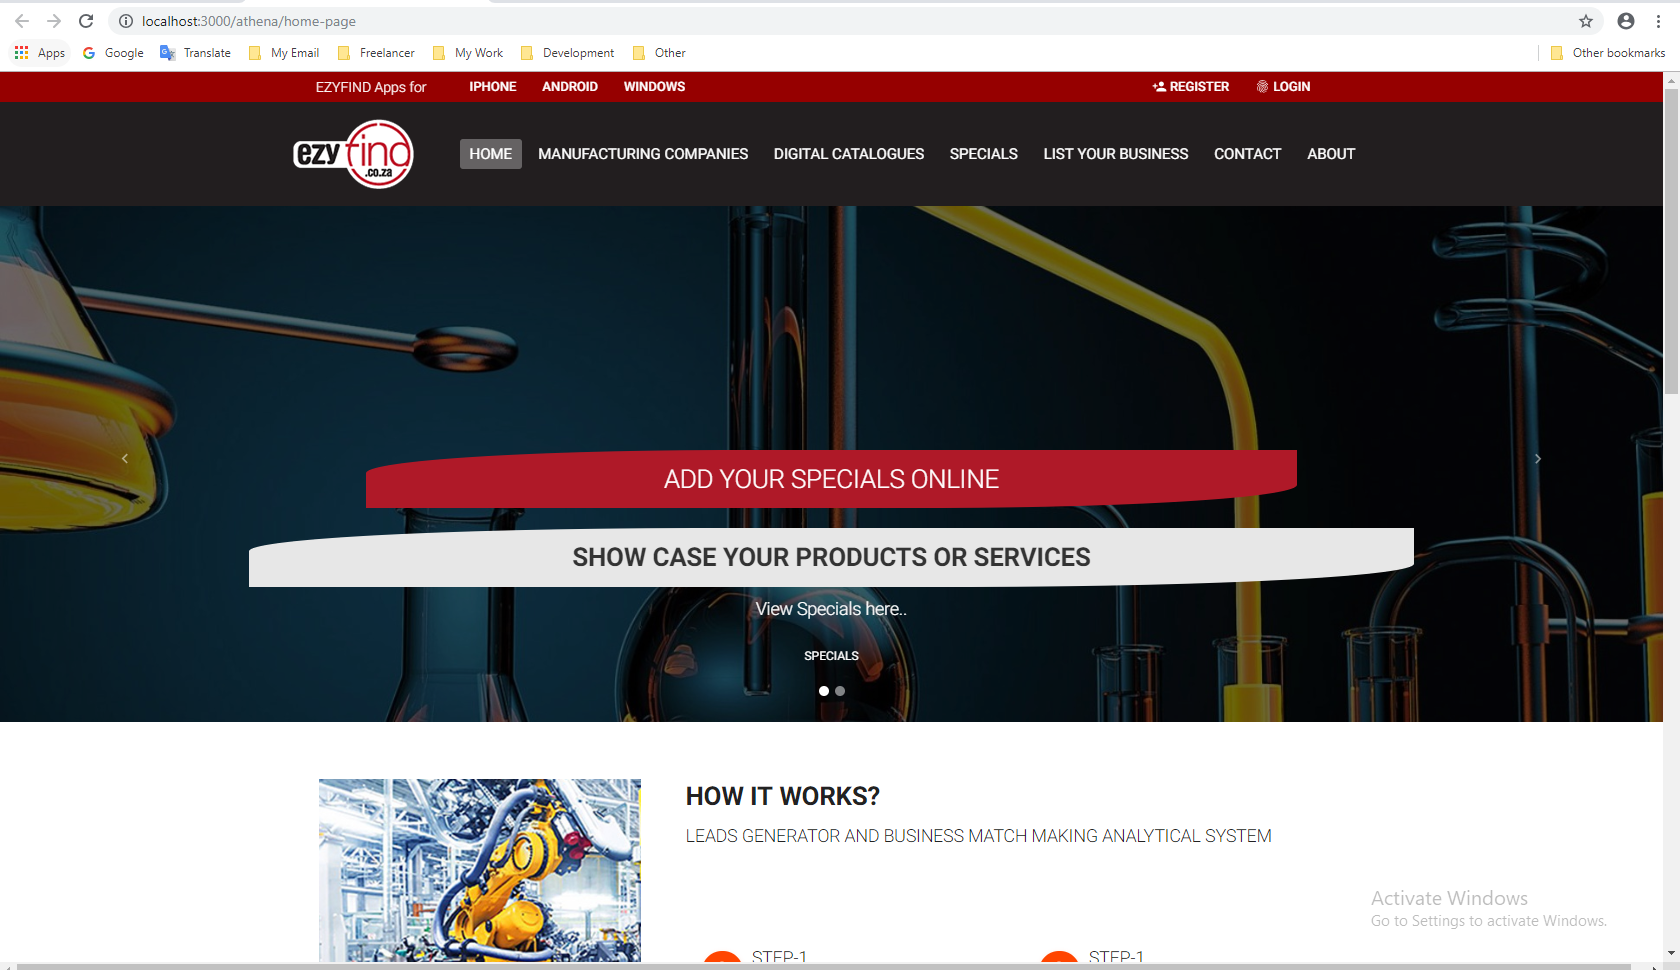 localhost:3000/athena/home-page
Apps Google Translate My Email Freelancer My Work Development Other Other bookmarks
EZYFIND Apps for IPHONE ANDROID WINDOWS REGISTER LOGIN
ezyfind
.co.za
HOME MANUFACTURING COMPANIES DIGITAL CATALOGUES SPECIALS LIST YOUR BUSINESS CONTACT ABOUT
ADD YOUR SPECIALS ONLINE
SHOW CASE YOUR PRODUCTS OR SERVICES
View Specials here..
SPECIALS
HOW IT WORKS?
LEADS GENERATOR AND BUSINESS MATCH MAKING ANALYTICAL SYSTEM
Activate Windows
Go to Settings to activate Windows.
STEP-1 STEP-1